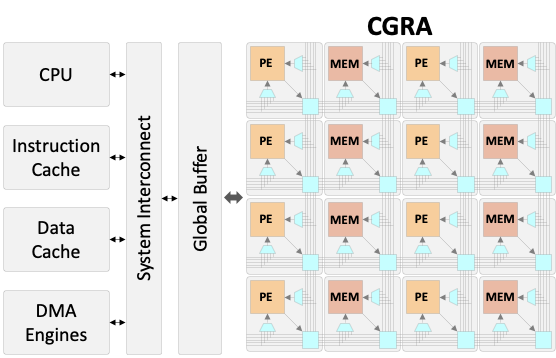 CGRA
CPU
Instruction
Cache
Data
Cache
DMA
Engines
System Interconnect
Global Buffer
PE
MEM
PE
MEM
PE
MEM
PE
MEM
PE
MEM
PE
MEM
PE
MEM
PE
MEM